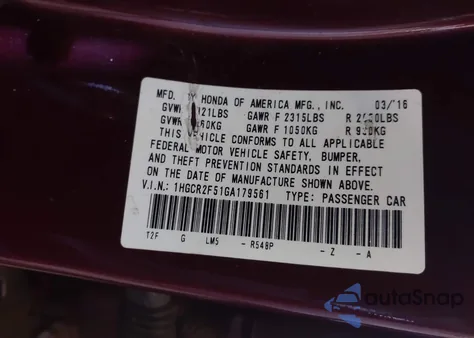 MFD. BY HONDA OF AMERICA MFG., INC. 03/16
GAWR F 2315LBS
GAWR F 1050KG
THIS VEHICLE CONFORMS TO ALL APPLICABLE
FEDERAL MOTOR VEHICLE SAFETY, BUMPER,
AND THEFT PREVENTION STANDARDS IN EFFECT
ON THE DATE OF MANUFACTURE SHOWN ABOVE.
V.I.N.: 1HGCR2F51GA179561 TYPE: PASSENGER CAR
T2F G LM5 - R548P - Z - A
autaSnap